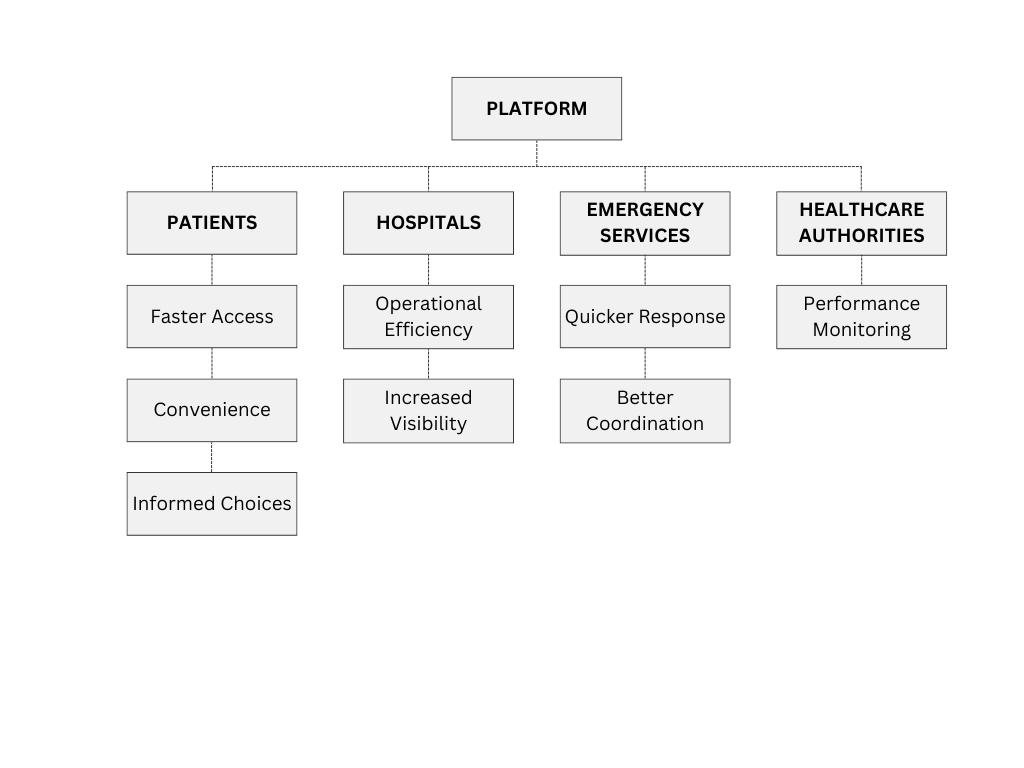 PLATFORM
PATIENTS
HOSPITALS
EMERGENCY
SERVICES
HEALTHCARE
AUTHORITIES
Faster Access
Operational
Efficiency
Quicker Response
Performance
Monitoring
Convenience
Increased
Visibility
Better
Coordination
Informed Choices